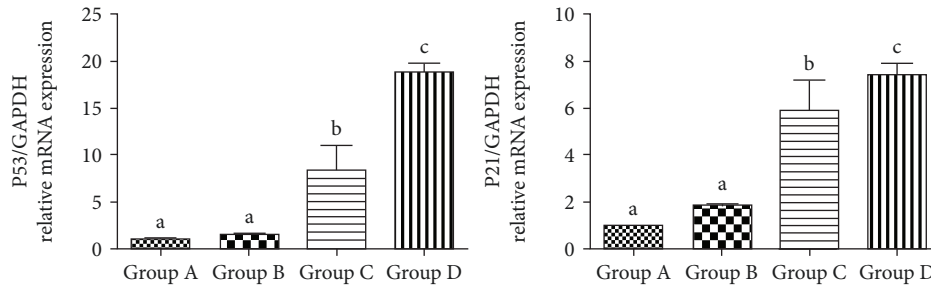 P53/GAPDH
relative mRNA expression
25
20
15
10
5
0
a
a
b
c
Group A Group B Group C Group D
P21/GAPDH
relative mRNA expression
10
8
6
4
2
0
a
a
b
c
Group A Group B Group C Group D